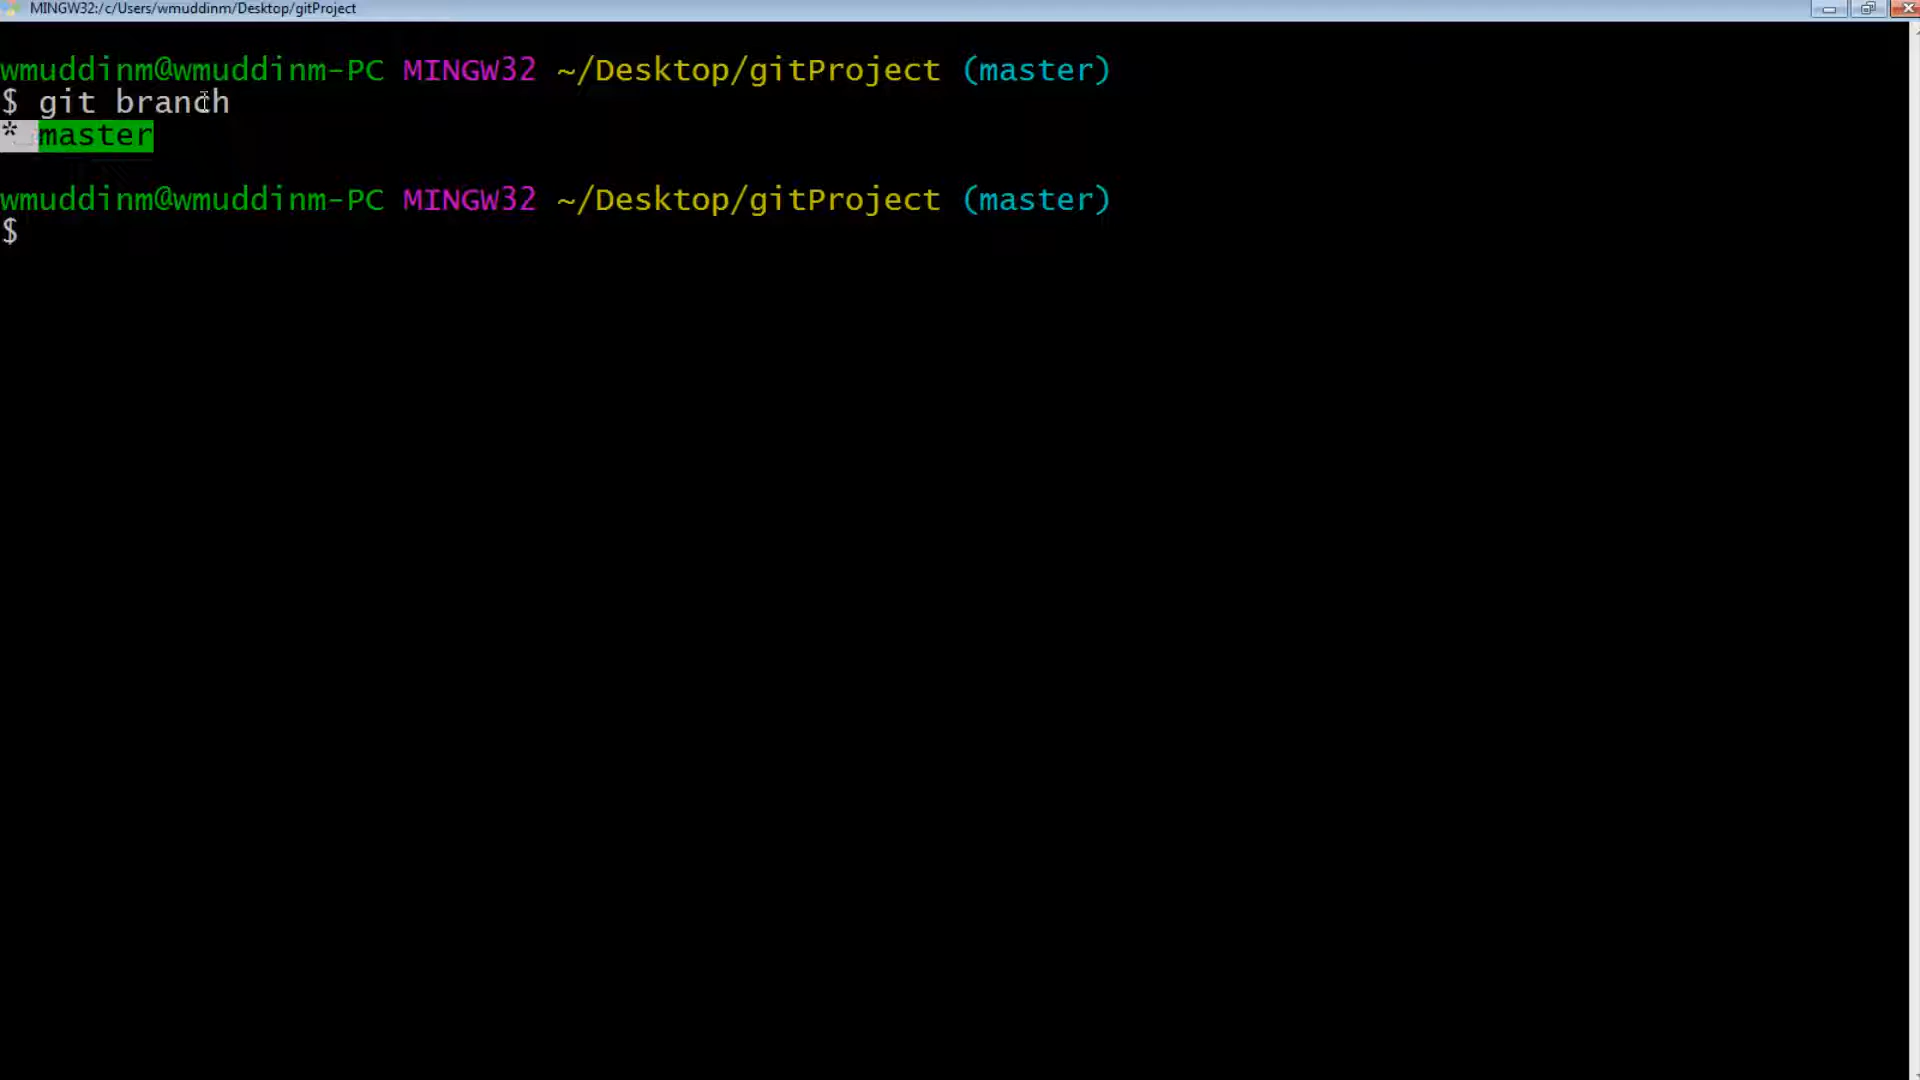 MINGW32:/c/Users/wmuddinm/Desktop/gitProject
wmuddinm@wmuddinm-PC MINGW32 ~/Desktop/gitProject (master)
$ git branch
* master
wmuddinm@wmuddinm-PC MINGW32 ~/Desktop/gitProject (master)
$